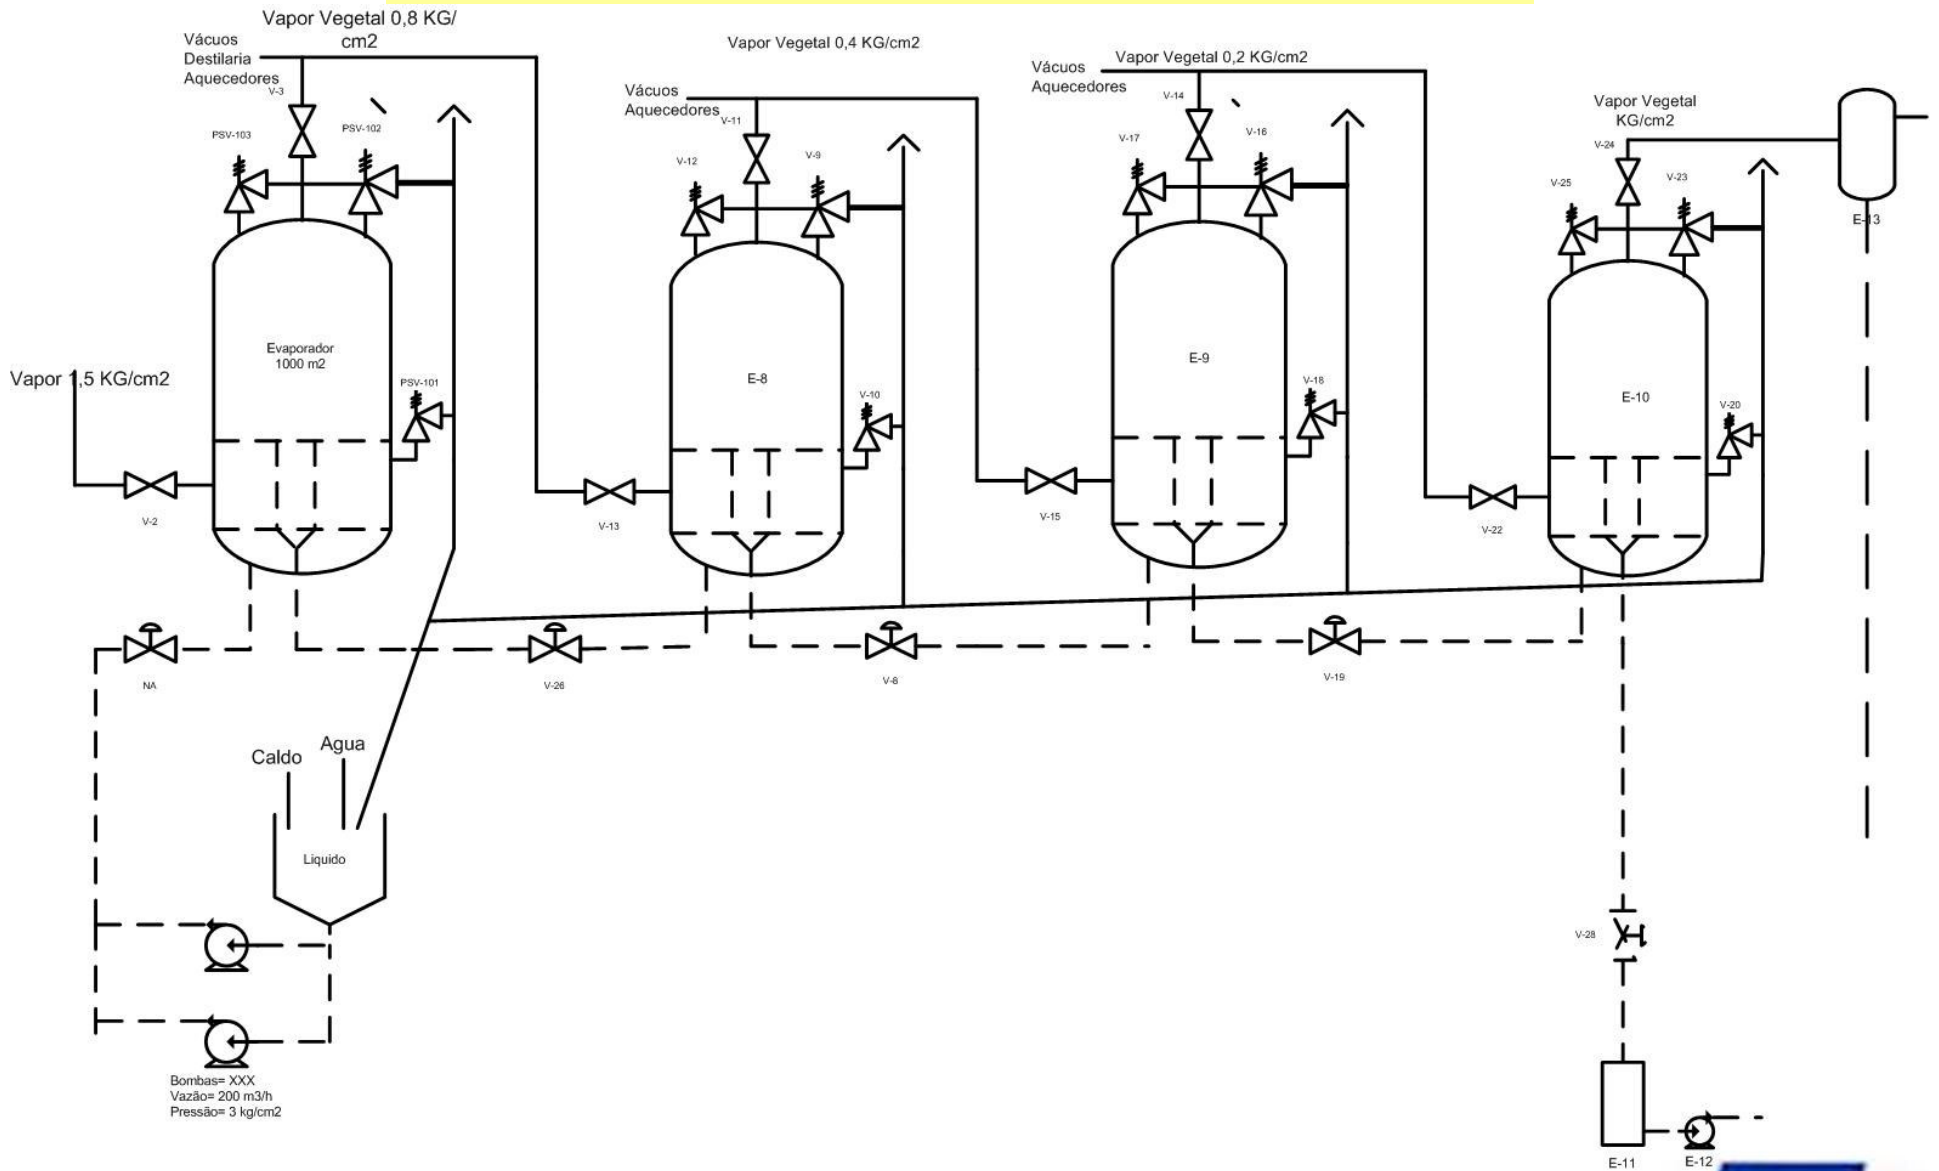 Vapor Vegetal 0,8 KG/
cm2
Vácuos
Destilaria
Aquecedores
V-3
PSV-103
PSV-102
Vapor Vegetal 0,4 KG/cm2
Vácuos
Aquecedores
V-11
V-12
V-9
Vácuos
Aquecedores
Vapor Vegetal 0,2 KG/cm2
V-14
V-17
V-16
Vapor Vegetal
KG/cm2
V-24
V-25
V-23
E-13
Evaporador
1000 m2
Vapor 1,5 KG/cm2
PSV-101
E-8
V-10
E-9
V-18
E-10
V-20
V-2
V-13
V-15
V-22
NA
V-26
V-8
V-19
Caldo
Agua
Liquido
V-28
Bombas= XXX
Vazão= 200 m3/h
Pressão= 3 kg/cm2
E-11
E-12